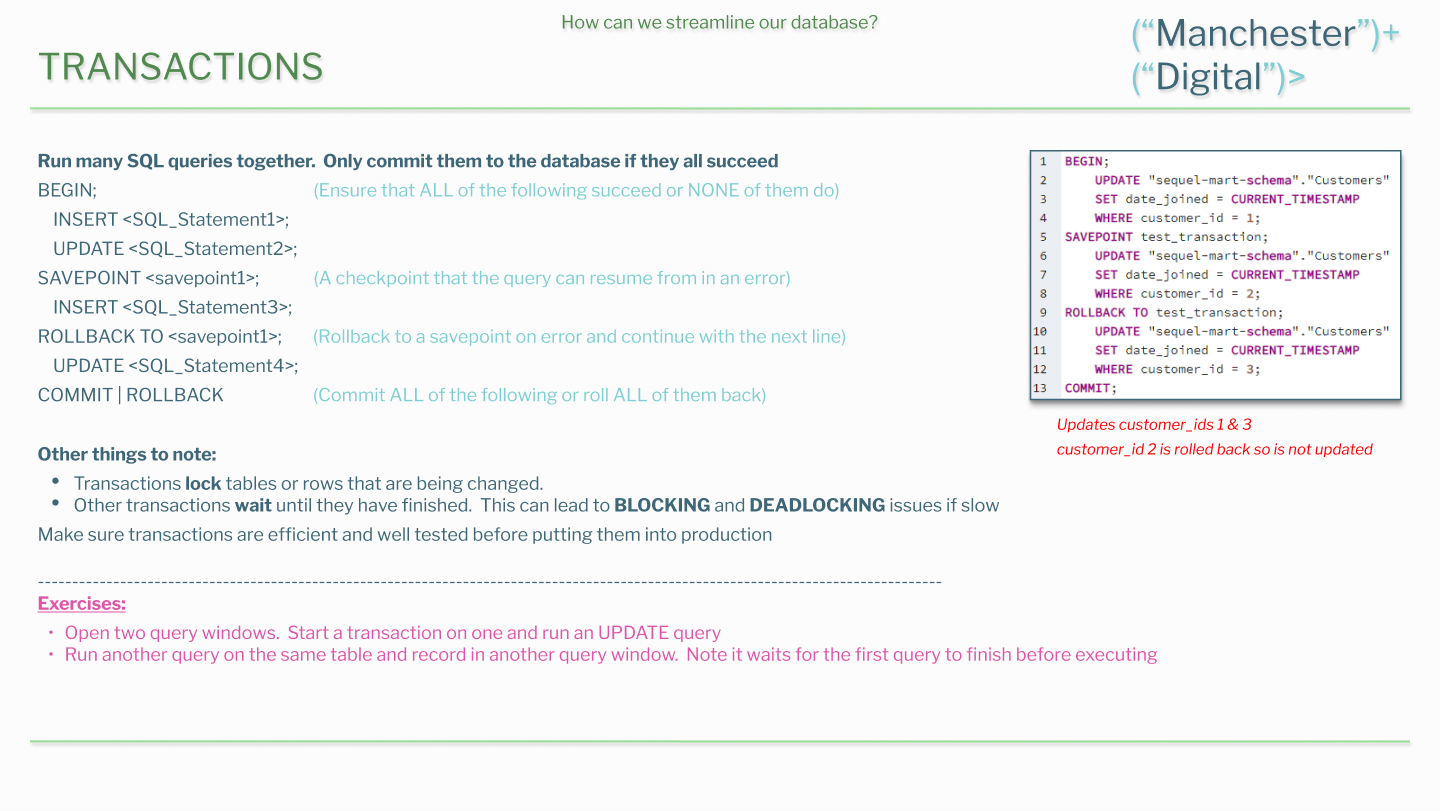 How can we streamline our database?
TRANSACTIONS
(“Manchester”)+
(“Digital”)>
Run many SQL queries together.  Only commit them to the database if they all succeed
BEGIN; (Ensure that ALL of the following succeed or NONE of them do)
INSERT <SQL_Statement1>;
UPDATE <SQL_Statement2>;
SAVEPOINT <savepoint1>; (A checkpoint that the query can resume from in an error)
INSERT <SQL_Statement3>;
ROLLBACK TO <savepoint1>; (Rollback to a savepoint on error and continue with the next line)
UPDATE <SQL_Statement4>;
COMMIT | ROLLBACK (Commit ALL of the following or roll ALL of them back)
1 BEGIN;
2 UPDATE "sequel-mart-schema"."Customers"
3 SET date_joined = CURRENT_TIMESTAMP
4 WHERE customer_id = 1;
5 SAVEPOINT test_transaction;
6 UPDATE "sequel-mart-schema"."Customers"
7 SET date_joined = CURRENT_TIMESTAMP
8 WHERE customer_id = 2;
9 ROLLBACK TO test_transaction;
10 UPDATE "sequel-mart-schema"."Customers"
11 SET date_joined = CURRENT_TIMESTAMP
12 WHERE customer_id = 3;
13 COMMIT;
Updates customer_ids 1 & 3
customer_id 2 is rolled back so is not updated
Other things to note:
• Transactions lock tables or rows that are being changed.
• Other transactions wait until they have finished.  This can lead to BLOCKING and DEADLOCKING issues if slow
Make sure transactions are efficient and well tested before putting them into production
------------------------------------------------------------------------------------------------------------------------------------
Exercises:
• Open two query windows.  Start a transaction on one and run an UPDATE query
• Run another query on the same table and record in another query window.  Note it waits for the first query to finish before executing